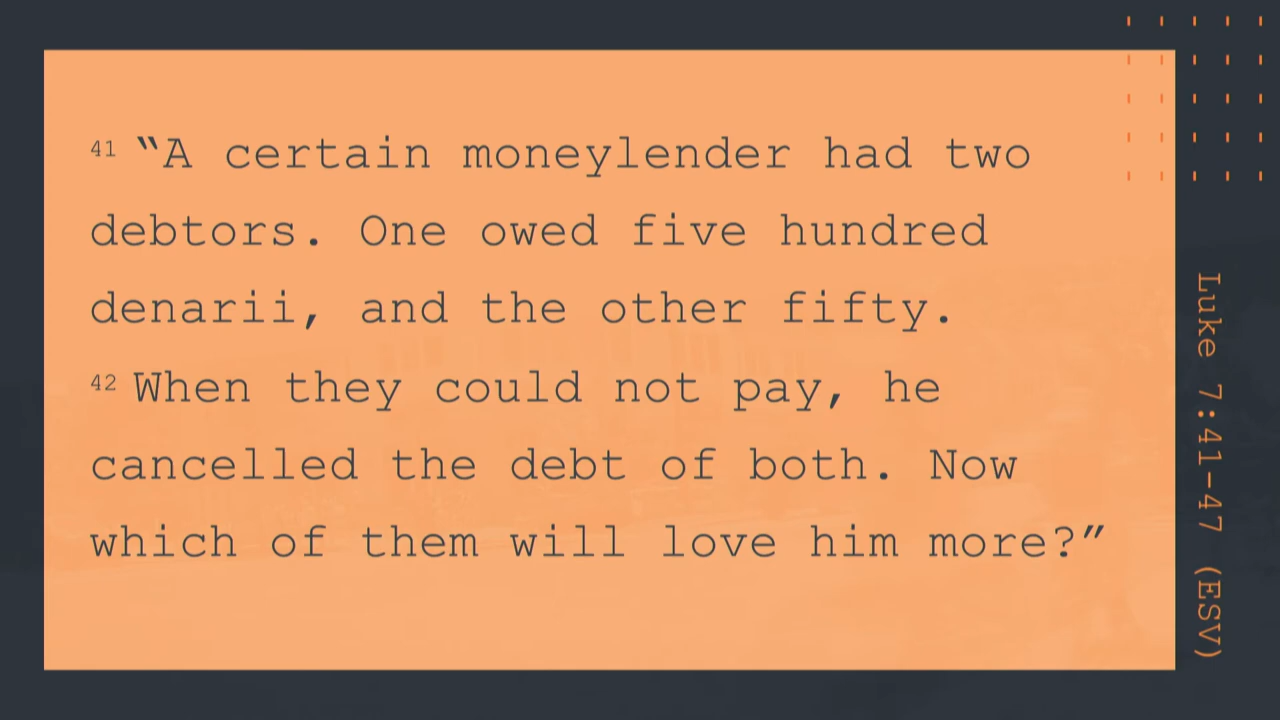 41 “A certain moneylender had two
debtors. One owed five hundred
denarii, and the other fifty.
42 When they could not pay, he
cancelled the debt of both. Now
which of them will love him more?”
Luke 7:41-47 (ESV)